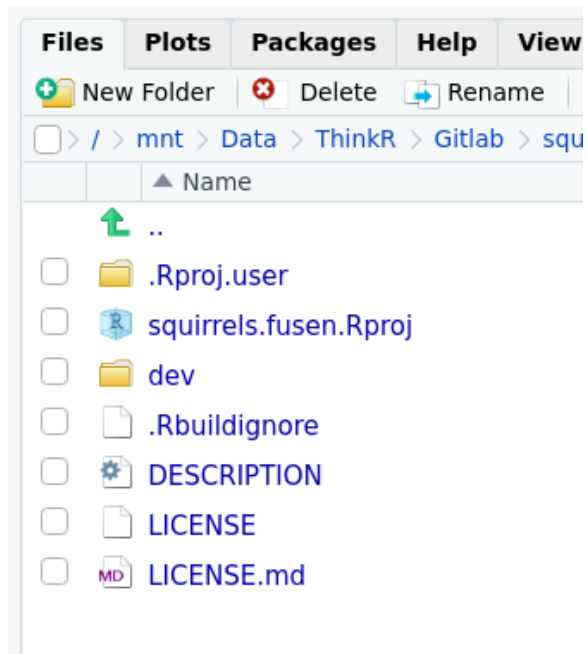 Files Plots Packages Help View
New Folder Delete Rename
/ > mnt > Data > ThinkR > Gitlab > squ
Name
..
.Rproj.user
R squirrels.fusen.Rproj
dev
.Rbuildignore
DESCRIPTION
LICENSE
MD LICENSE.md